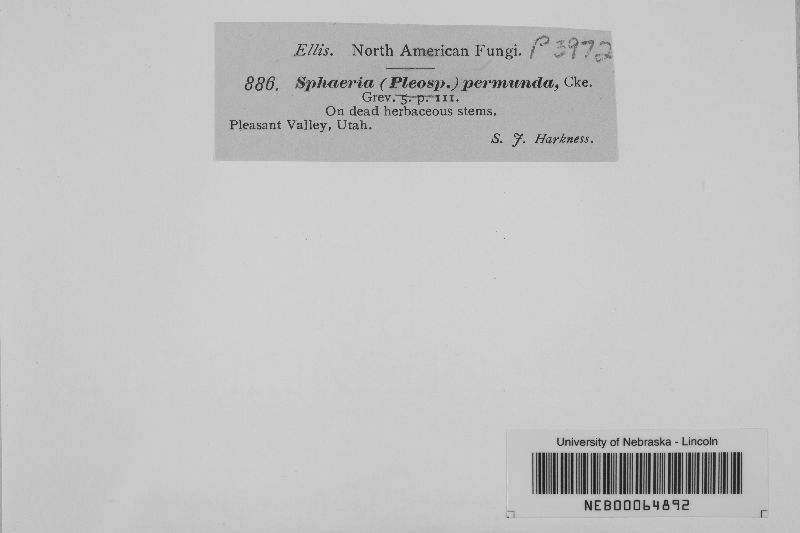 Ellis. North American Fungi. P 3972
886. Sphaeria (Pleosp.) permunda, Cke.
Grev. 5. p. 111.
On dead herbaceous stems.
Pleasant Valley, Utah.
S. J. Harkness.
University of Nebraska - Lincoln
NEB00064892